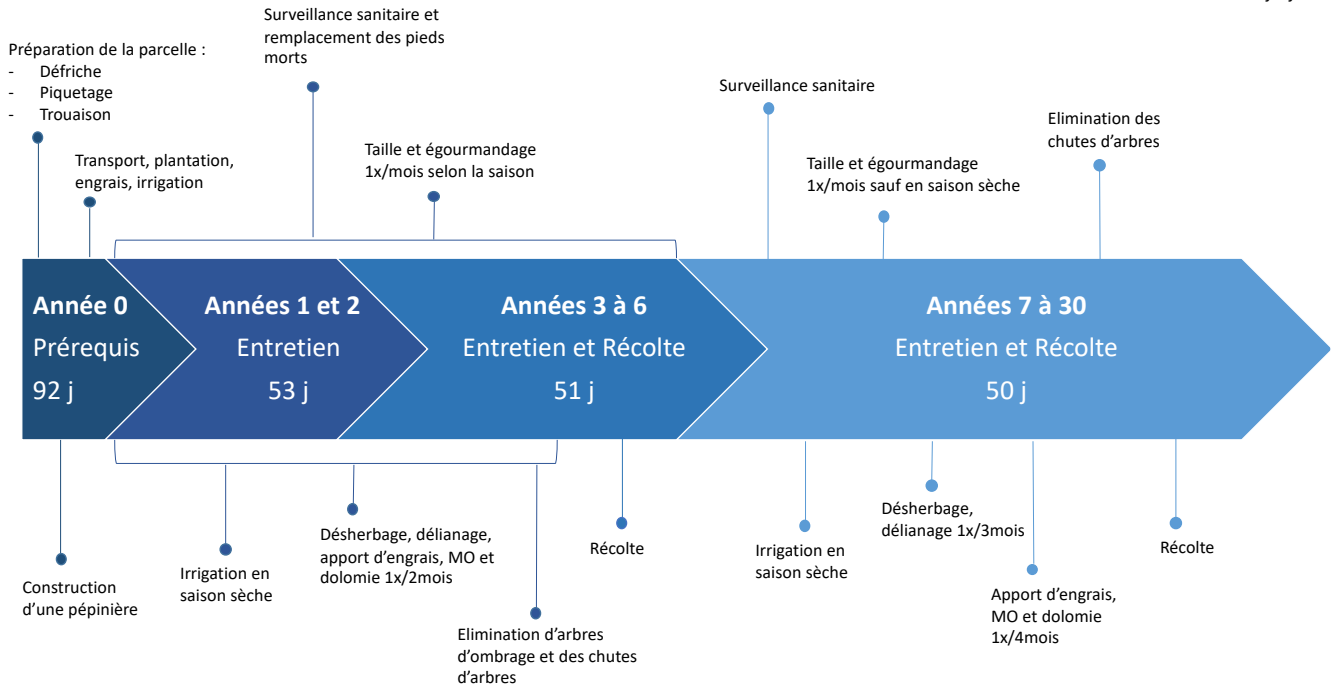 Surveillance sanitaire et
remplacement des pieds
morts
Préparation de la parcelle :
- Défriche
- Piquetage
- Trouaison
Transport, plantation,
engrais, irrigation
Taille et égourmandage
1x/mois selon la saison
Surveillance sanitaire
Taille et égourmandage
1x/mois sauf en saison sèche
Elimination des
chutes d'arbres
Année 0
Prérequis
92 j
Années 1 et 2
Entretien
53 j
Années 3 à 6
Entretien et Récolte
51 j
Années 7 à 30
Entretien et Récolte
50 j
Construction
d'une pépinière
Irrigation en
saison sèche
Désherbage, délianage,
apport d'engrais, MO et
dolomie 1x/2mois
Elimination d'arbres
d'ombrage et des chutes
d'arbres
Récolte
Irrigation en
saison sèche
Désherbage,
délianage 1x/3mois
Apport d'engrais,
MO et dolomie
1x/4mois
Récolte